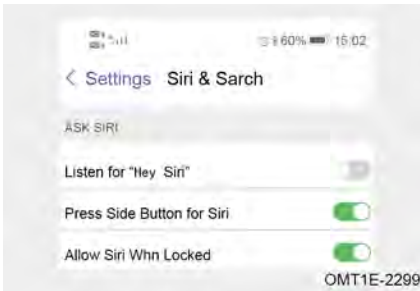 60% 15:02
< Settings Siri & Sarch
ASK SIRI
Listen for "Hey Siri"
Press Side Button for Siri
Allow Siri Whn Locked
OMT1E-2299